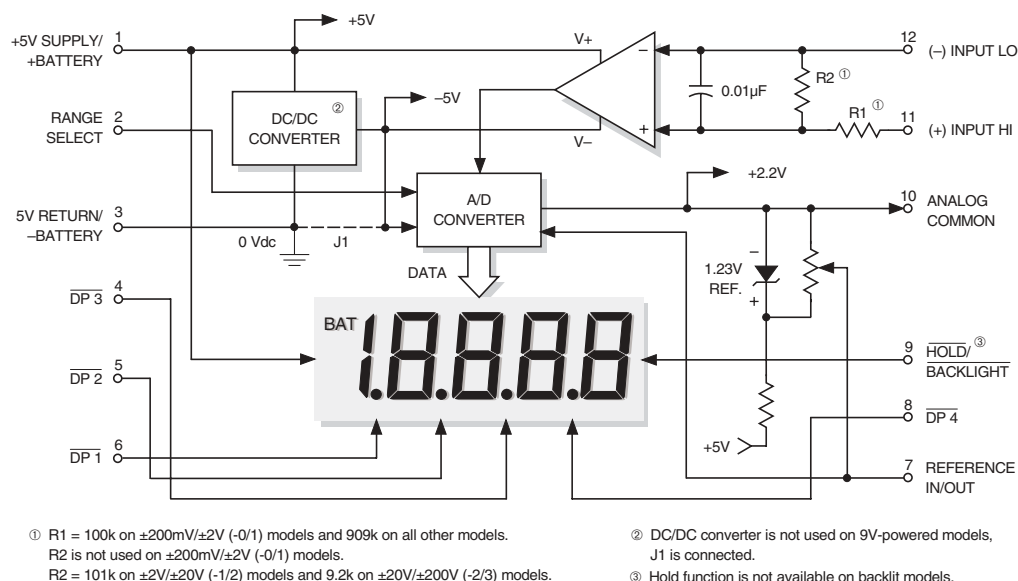 +5V
+5V SUPPLY/
+BATTERY
1
V+
12
(–) INPUT LO
–
–5V
0.01µF
R2 ①
DC/DC ②
CONVERTER
R1 ①
RANGE
SELECT
2
11
(+) INPUT HI
+
V–
+2.2V
A/D
CONVERTER
10
ANALOG
COMMON
5V RETURN/
–BATTERY
3
0 Vdc
J1
–
1.23V
REF.
+
DATA
DP 3
4
BAT
1.8.8.8.8
HOLD/ ③
BACKLIGHT
9
DP 2
5
8
DP 4
DP 1
6
+5V
7
REFERENCE
IN/OUT
① R1 = 100k on ±200mV/±2V (-0/1) models and 909k on all other models.
R2 is not used on ±200mV/±2V (-0/1) models.
R2 = 101k on ±2V/±20V (-1/2) models and 9.2k on ±20V/±200V (-2/3) models.
② DC/DC converter is not used on 9V-powered models,
J1 is connected.
③ Hold function is not available on backlit models.